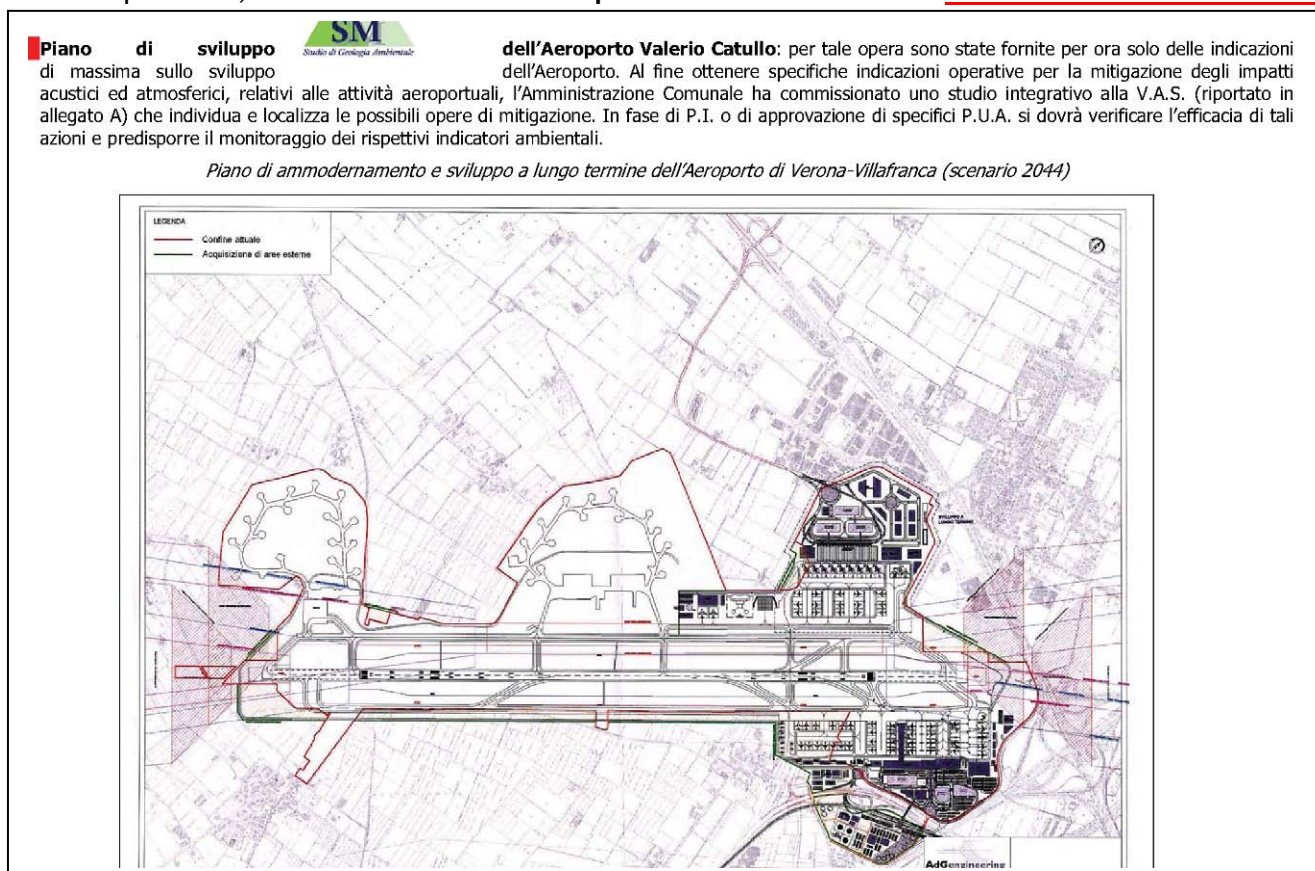 SM
Studio di Geologia Ambientale
Piano di sviluppo dell'Aeroporto Valerio Catullo: per tale opera sono state fornite per ora solo delle indicazioni
di massima sullo sviluppo dell'Aeroporto. Al fine ottenere specifiche indicazioni operative per la mitigazione degli impatti
acustici ed atmosferici, relativi alle attività aeroportuali, l'Amministrazione Comunale ha commissionato uno studio integrativo alla V.A.S. (riportato in
allegato A) che individua e localizza le possibili opere di mitigazione. In fase di P.I. o di approvazione di specifici P.U.A. si dovrà verificare l'efficacia di tali
azioni e predisporre il monitoraggio dei rispettivi indicatori ambientali.
Piano di ammodernamento e sviluppo a lungo termine dell'Aeroporto di Verona-Villafranca (scenario 2044)
LEGENDA
Confine attuale
Acquisizione di aree esterne
SVILUPPO A
LUNGO TERMINE
AdGengineering